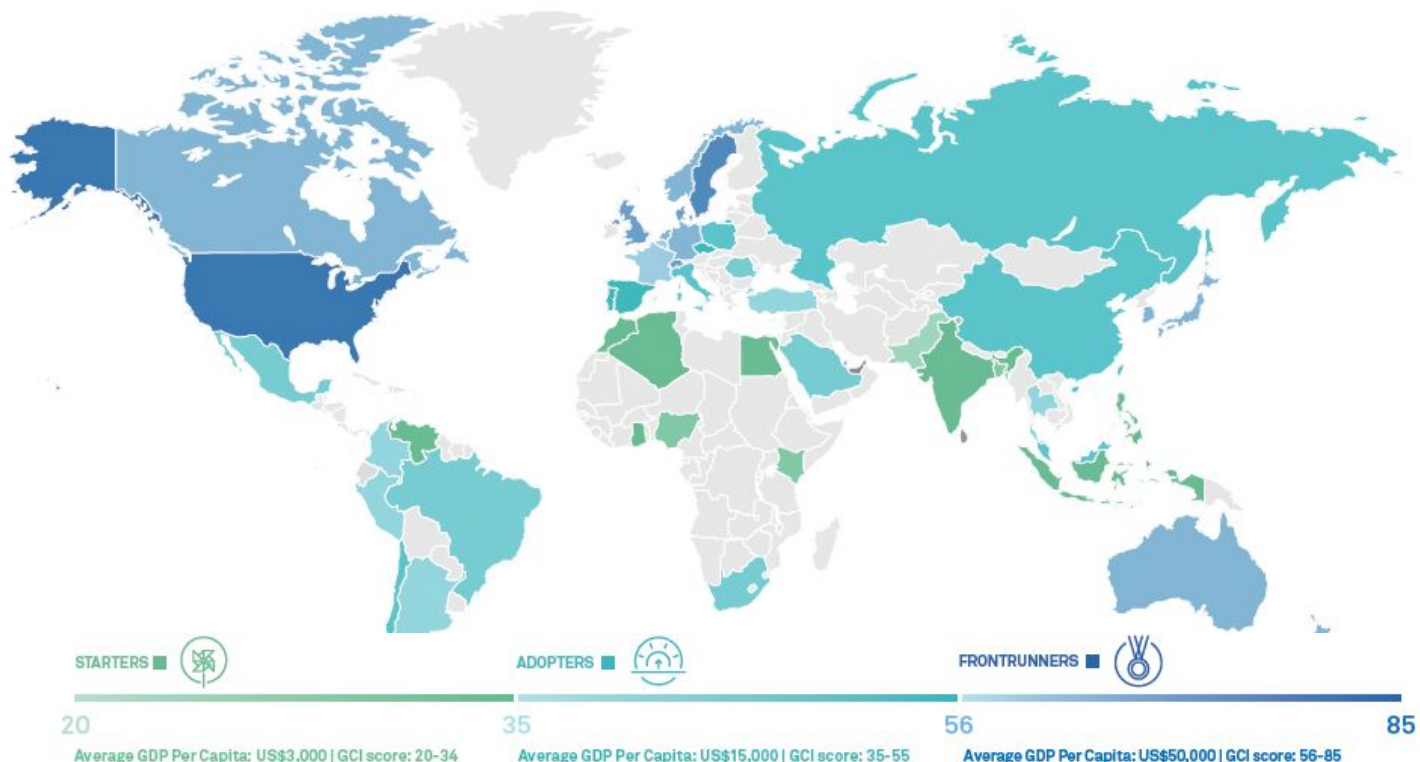 STARTERS
ADOPTERS
FRONTRUNNERS
20
35
56
85
Average GDP Per Capita: US$3,000 | GCI score: 20-34
Average GDP Per Capita: US$15,000 | GCI score: 35-55
Average GDP Per Capita: US$50,000 | GCI score: 56-85